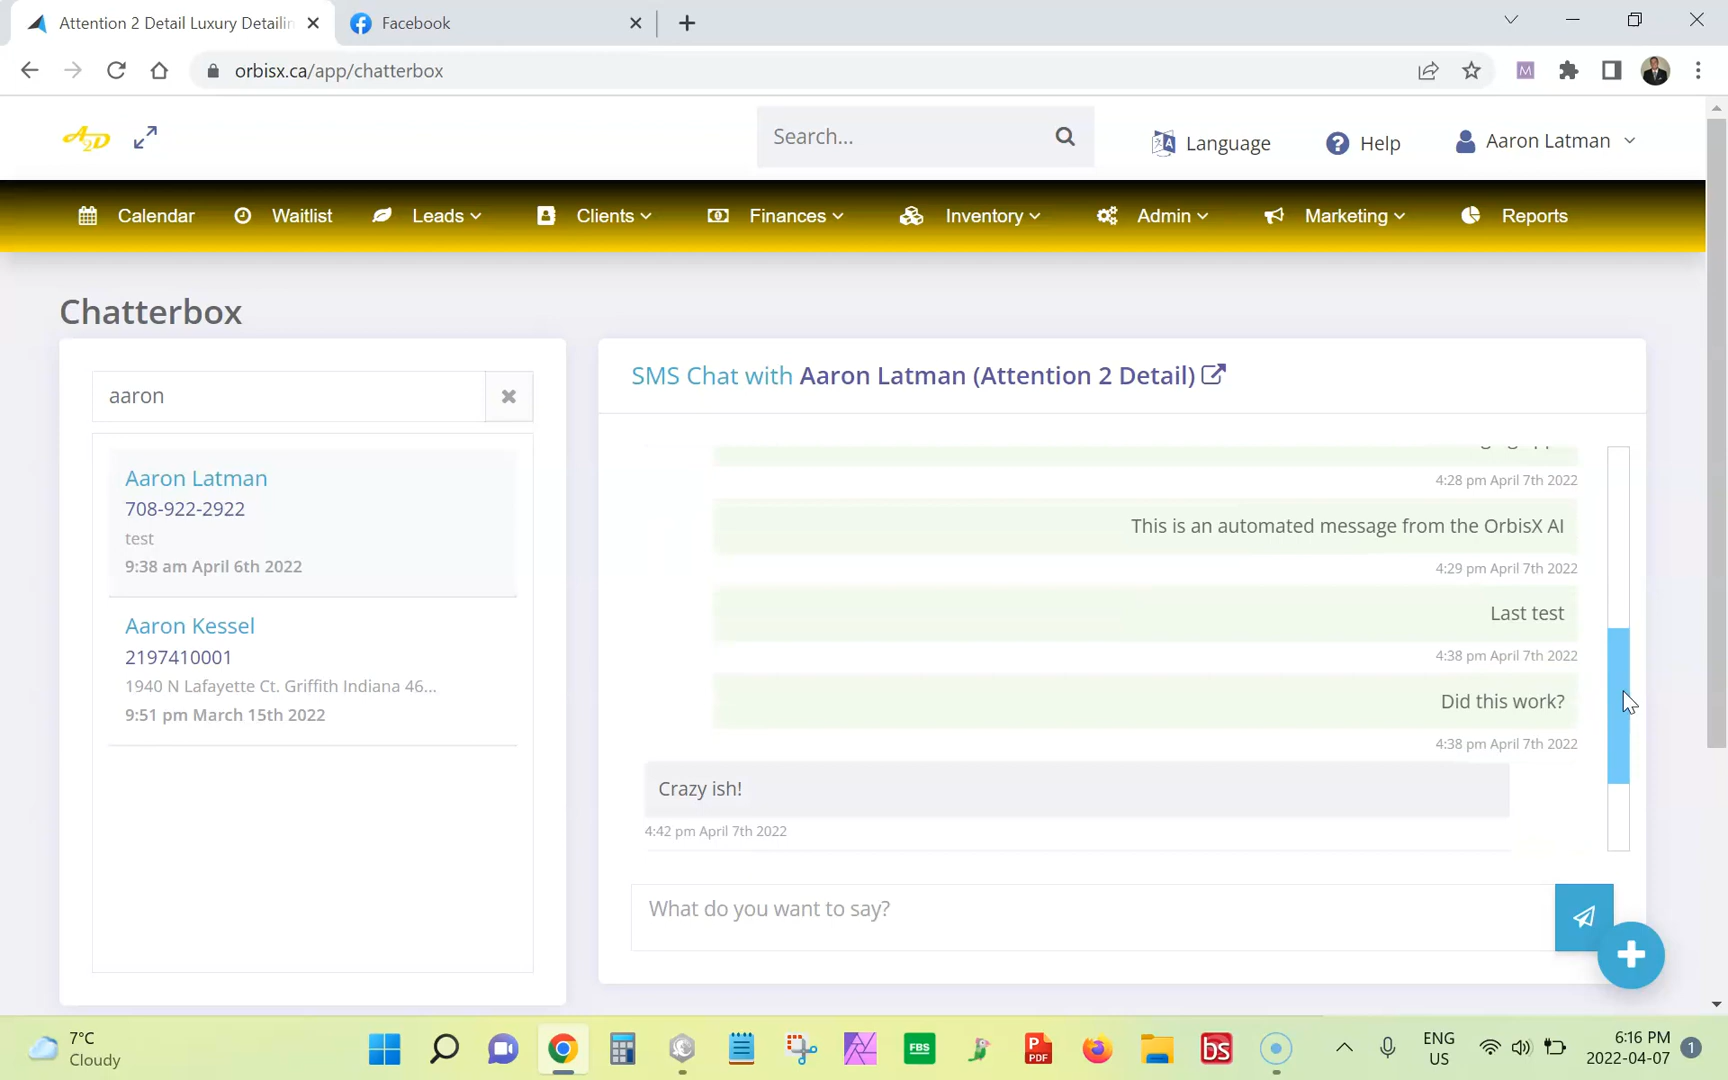 Attention 2 Detail Luxury Detailin
Facebook
orbisx.ca/app/chatterbox
A2D
Search...
Language
Help
Aaron Latman
Calendar
Waitlist
Leads
Clients
Finances
Inventory
Admin
Marketing
Reports
Chatterbox
aaron
Aaron Latman
708-922-2922
test
9:38 am April 6th 2022
Aaron Kessel
2197410001
1940 N Lafayette Ct. Griffith Indiana 46...
9:51 pm March 15th 2022
SMS Chat with Aaron Latman (Attention 2 Detail)
4:28 pm April 7th 2022
This is an automated message from the OrbisX AI
4:29 pm April 7th 2022
Last test
4:38 pm April 7th 2022
Did this work?
4:38 pm April 7th 2022
Crazy ish!
4:42 pm April 7th 2022
What do you want to say?
7°C
Cloudy
FBS
PDF
bs
ENG
US
6:16 PM
2022-04-07
1